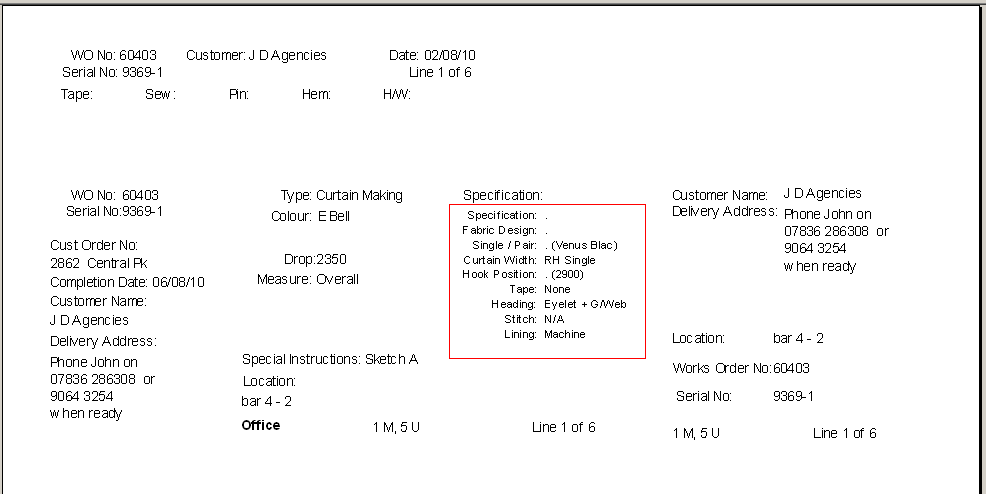 WO No: 60403 Customer: J D Agencies Date: 02/08/10
Serial No: 9369-1 Line 1 of 6
Tape: Sew: Pin: Hem: H/W:
WO No: 60403
Serial No:9369-1
Cust Order No:
2862 Central Pk
Completion Date: 06/08/10
Customer Name:
J D Agencies
Delivery Address:
Phone John on
07836 286308 or
9064 3254
when ready
Type: Curtain Making
Colour: E Bell
Drop:2350
Measure: Overall
Special Instructions: Sketch A
Location:
bar 4 - 2
Office 1 M, 5 U Line 1 of 6
Specification:
Specification: .
Fabric Design: .
Single / Pair: . (Venus Blac)
Curtain Width: RH Single
Hook Position: . (2900)
Tape: None
Heading: Eyelet + G/Web
Stitch: N/A
Lining: Machine
Customer Name: J D Agencies
Delivery Address: Phone John on
07836 286308 or
9064 3254
when ready
Location: bar 4 - 2
Works Order No:60403
Serial No: 9369-1
1 M, 5 U Line 1 of 6